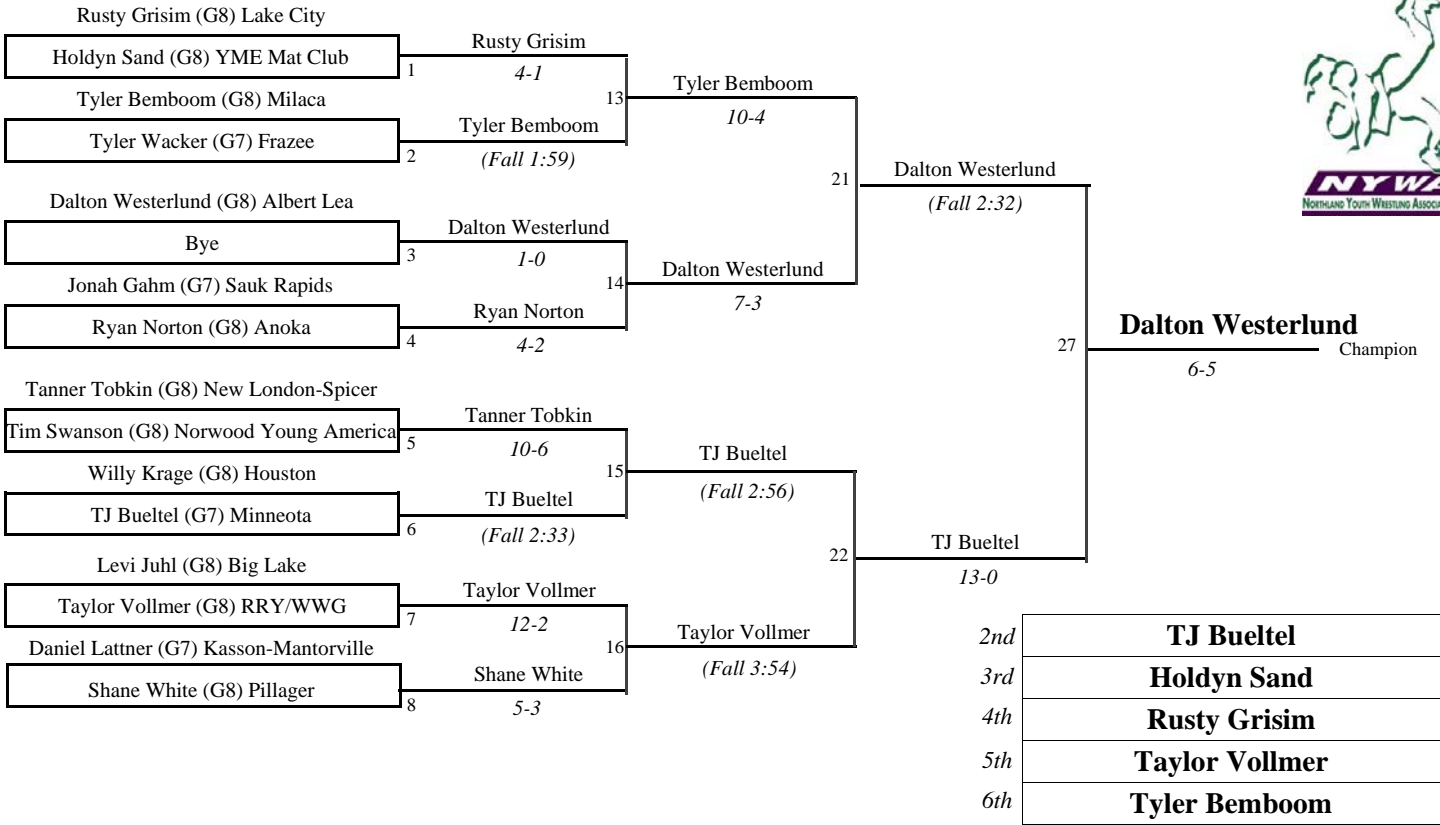 Rusty Grisim (G8) Lake City
Holdyn Sand (G8) YME Mat Club
1
Rusty Grisim
4-1
Tyler Bemboom (G8) Milaca
Tyler Wacker (G7) Frazee
2
Tyler Bemboom
(Fall 1:59)
13
Tyler Bemboom
10-4
Dalton Westerlund (G8) Albert Lea
Bye
3
Dalton Westerlund
1-0
Jonah Gahm (G7) Sauk Rapids
Ryan Norton (G8) Anoka
4
Ryan Norton
4-2
14
Dalton Westerlund
7-3
21
Dalton Westerlund
(Fall 2:32)
Tanner Tobkin (G8) New London-Spicer
Tim Swanson (G8) Norwood Young America
5
Tanner Tobkin
10-6
Willy Krage (G8) Houston
TJ Bueltel (G7) Minneota
6
TJ Bueltel
(Fall 2:33)
15
TJ Bueltel
(Fall 2:56)
Levi Juhl (G8) Big Lake
Taylor Vollmer (G8) RRY/WWG
7
Taylor Vollmer
12-2
Daniel Lattner (G7) Kasson-Mantorville
Shane White (G8) Pillager
8
Shane White
5-3
16
Taylor Vollmer
(Fall 3:54)
22
TJ Bueltel
13-0
27
Dalton Westerlund
Champion
6-5
NYWA
NORTHLAND YOUTH WRESTLING
2nd TJ Bueltel
3rd Holdyn Sand
4th Rusty Grisim
5th Taylor Vollmer
6th Tyler Bemboom